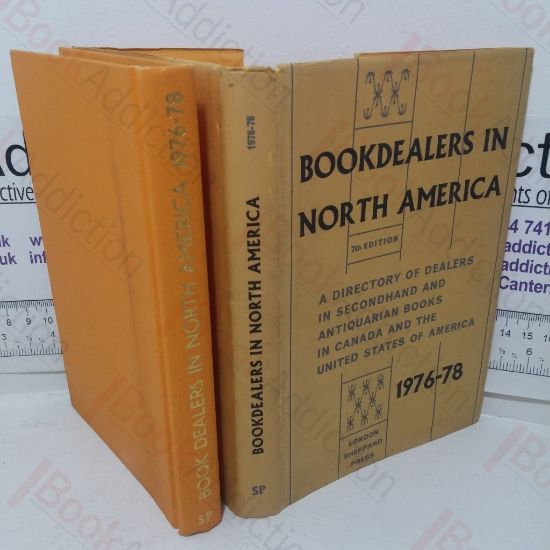 BOOK DEALERS IN NORTH AMERICA 1976-78
SP
1976-78
BOOKDEALERS IN NORTH AMERICA
SP
BOOKDEALERS IN
NORTH AMERICA
7th EDITION
A DIRECTORY OF DEALERS
IN SECONDHAND AND
ANTIQUARIAN BOOKS
IN CANADA AND THE
UNITED STATES OF AMERICA
1976-78
LONDON
SHEPPARD
PRESS
Book
Addiction